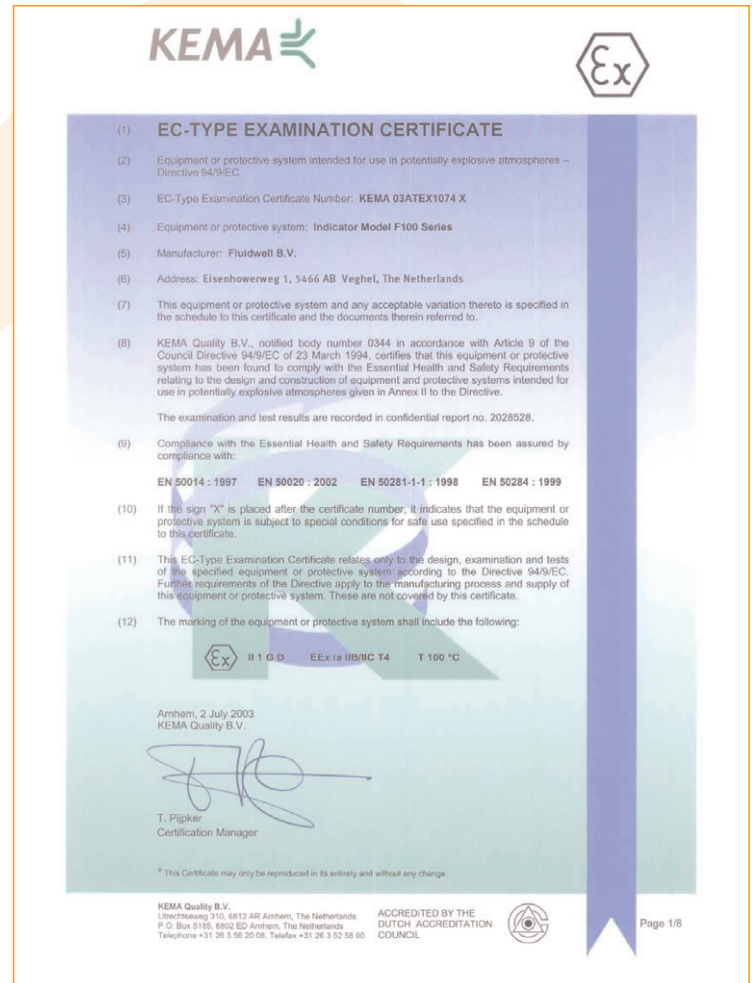 KEMA
Ex
(1) EC-TYPE EXAMINATION CERTIFICATE
(2) Equipment or protective system intended for use in potentially explosive atmospheres –
Directive 94/9/EC
(3) EC-Type Examination Certificate Number: KEMA 03ATEX1074 X
(4) Equipment or protective system: Indicator Model F100 Series
(5) Manufacturer: Fluidwell B.V.
(6) Address: Eisenhowerweg 1, 5466 AB Veghel, The Netherlands
(7) This equipment or protective system and any acceptable variation thereto is specified in
the schedule to this certificate and the documents therein referred to.
(8) KEMA Quality B.V., notified body number 0344 in accordance with Article 9 of the
Council Directive 94/9/EC of 23 March 1994, certifies that this equipment or protective
system has been found to comply with the Essential Health and Safety Requirements
relating to the design and construction of equipment and protective systems intended for
use in potentially explosive atmospheres given in Annex II to the Directive.
The examination and test results are recorded in confidential report no. 2028528.
(9) Compliance with the Essential Health and Safety Requirements has been assured by
compliance with:
EN 50014 : 1997 EN 50020 : 2002 EN 50281-1-1 : 1998 EN 50284 : 1999
(10) If the sign "X" is placed after the certificate number, it indicates that the equipment or
protective system is subject to special conditions for safe use specified in the schedule
to this certificate.
(11) This EC-Type Examination Certificate relates only to the design, examination and tests
of the specified equipment or protective system according to the Directive 94/9/EC.
Further requirements of the Directive apply to the manufacturing process and supply of
this equipment or protective system. These are not covered by this certificate.
(12) The marking of the equipment or protective system shall include the following:
Ex II 1 G D EEx ia IIB/IIC T4 T 100 °C
Arnhem, 2 July 2003
KEMA Quality B.V.
T. Pijpker
Certification Manager
® This Certificate may only be reproduced in its entirety and without any change
KEMA Quality B.V.
Utrechtseweg 310, 6812 AR Arnhem, The Netherlands
P.O. Box 5185, 6802 ED Arnhem, The Netherlands
Telephone +31 26 3 56 20 08, Telefax +31 26 3 52 58 00
ACCREDITED BY THE
DUTCH ACCREDITATION
COUNCIL
Page 1/8